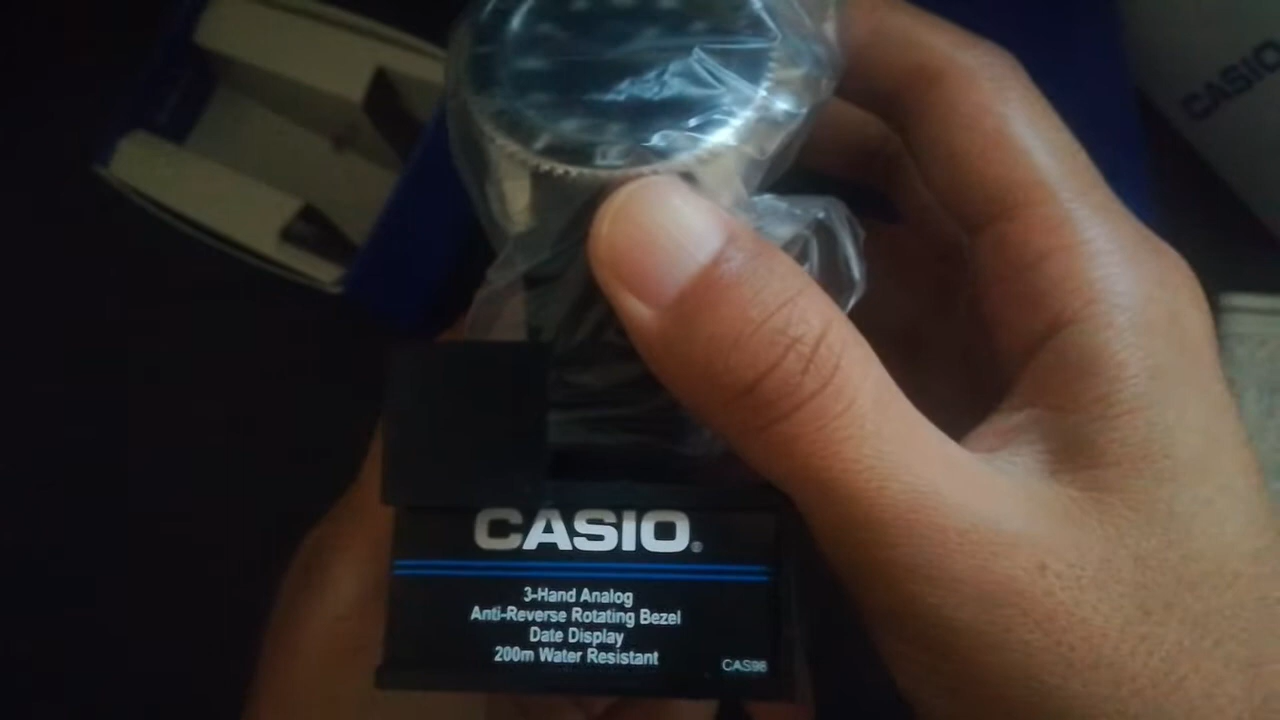 CASIO
CASIO®
3-Hand Analog
Anti-Reverse Rotating Bezel
Date Display
200m Water Resistant
CAS96